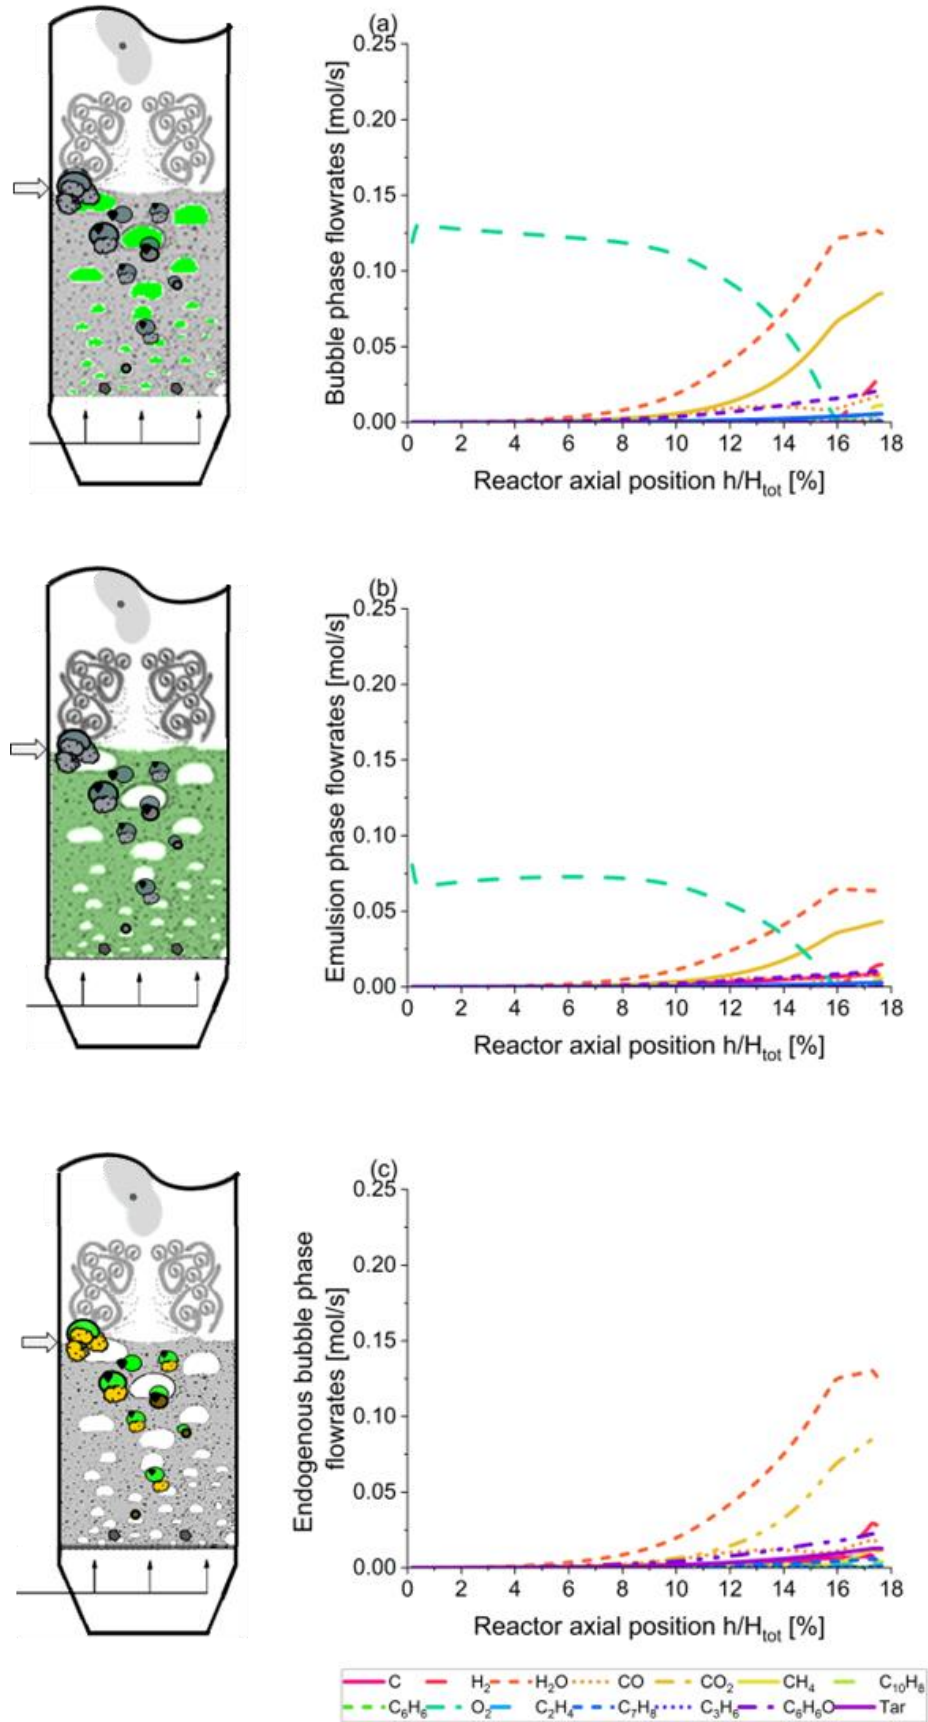 (a)
Bubble phase flowrates [mol/s]
0.25
0.20
0.15
0.10
0.05
0.00
0 2 4 6 8 10 12 14 16 18
Reactor axial position h/H_tot [%]
(b)
Emulsion phase flowrates [mol/s]
0.25
0.20
0.15
0.10
0.05
0.00
0 2 4 6 8 10 12 14 16 18
Reactor axial position h/H_tot [%]
(c)
Endogenous bubble phase
flowrates [mol/s]
0.25
0.20
0.15
0.10
0.05
0.00
0 2 4 6 8 10 12 14 16 18
Reactor axial position h/H_tot [%]
C H₂ H₂O CO CO₂ CH₄ C₁₀H₈
C₆H₆ O₂ C₂H₄ C₇H₈ C₃H₆ C₆H₆O Tar